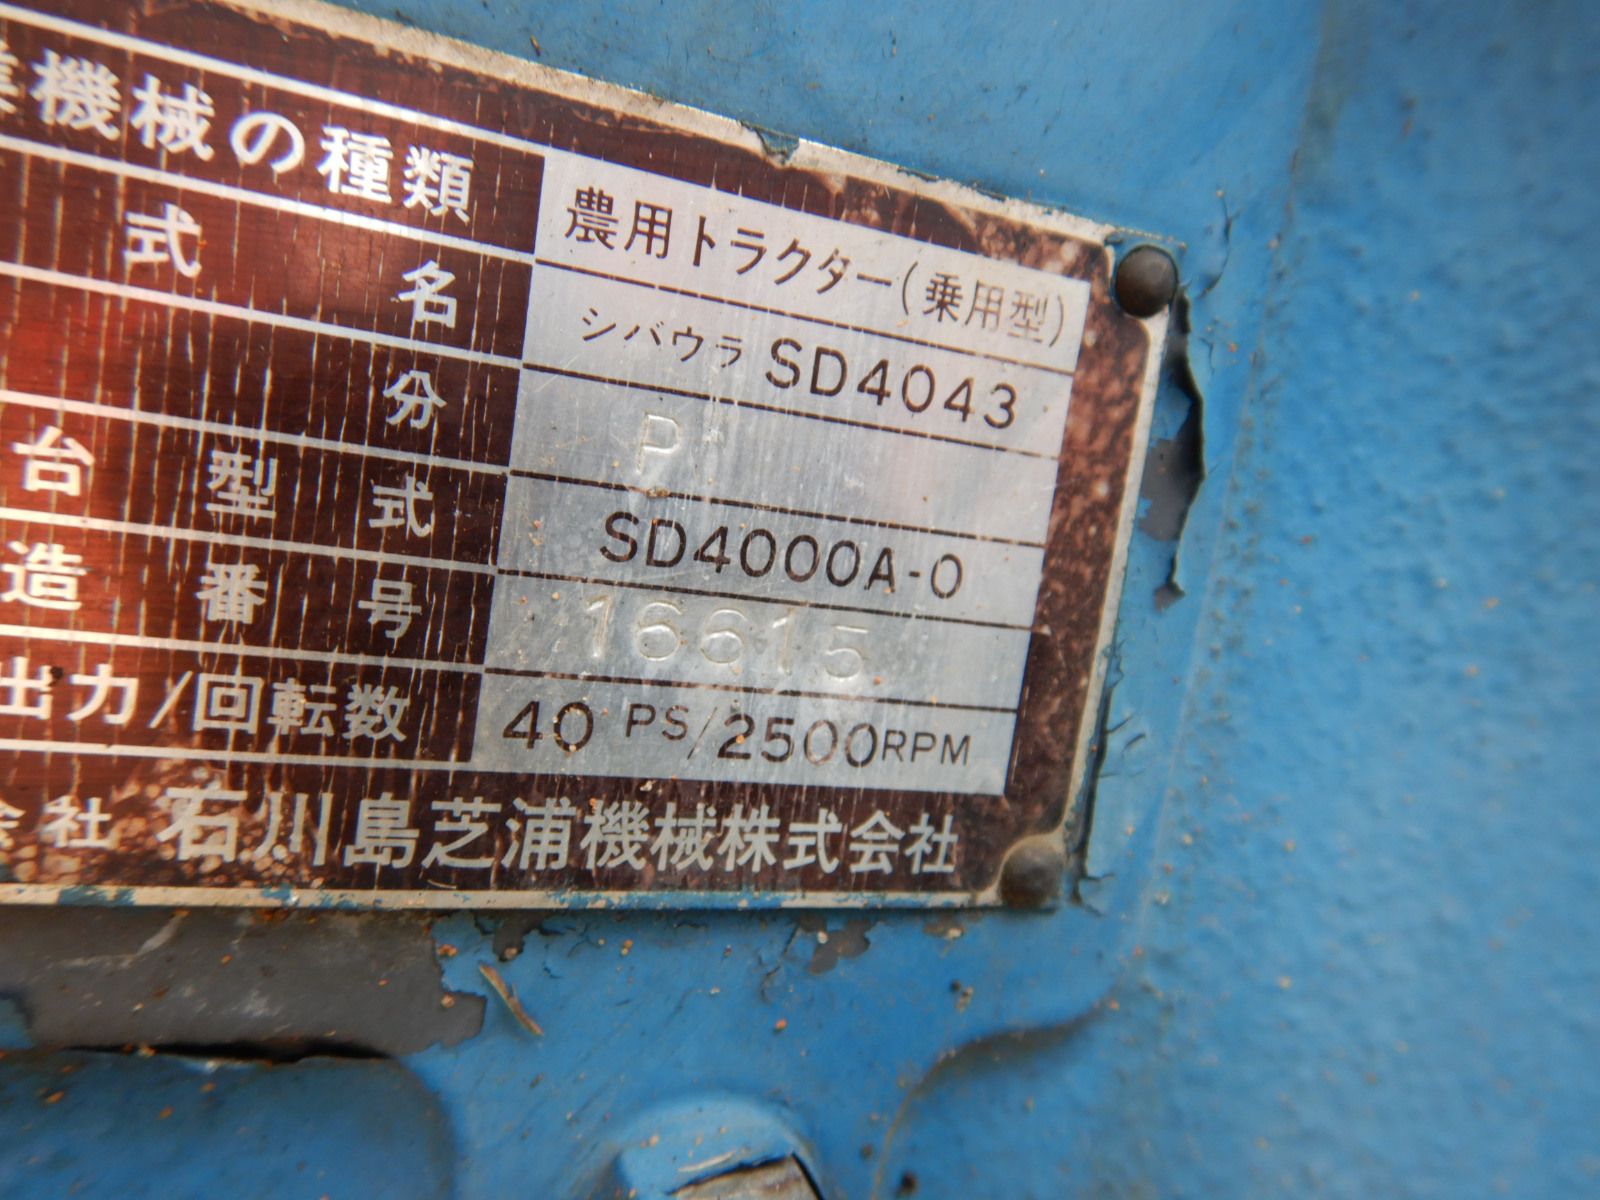 業機械の種類 農用トラクター(乗用型)
式 名 シバウラ SD4043
分 P
台 型 式 SD4000A-0
造 番 号 16615
出力/回転数 40 PS/2500RPM
会社 石川島芝浦機械株式会社